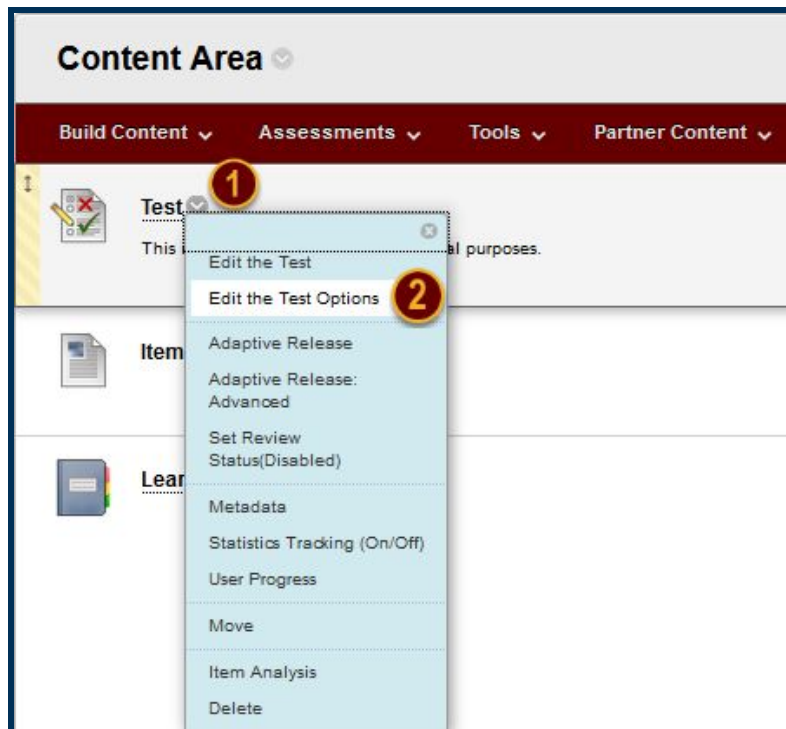 Content Area
Build Content Assessments Tools Partner Content
1
Test
This al purposes.
Edit the Test
Edit the Test Options 2
Item
Adaptive Release
Adaptive Release:
Advanced
Set Review
Status(Disabled)
Lear
Metadata
Statistics Tracking (On/Off)
User Progress
Move
Item Analysis
Delete